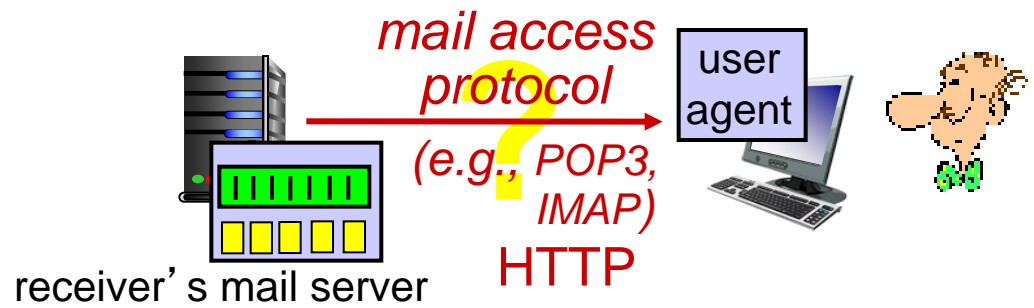 mail access
protocol
(e.g., POP3,
IMAP)
HTTP
user
agent
?
receiver’s mail server